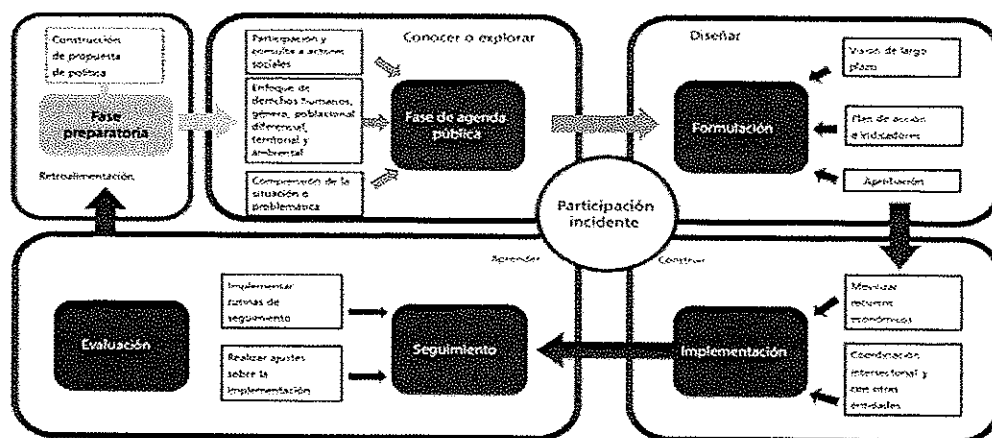 Construcción
de propuesta
de política
Fase
preparatoria
Retroalimentación
Conocer o explorar
Participación y
consulta a actores
sociales
Enfoque de
derechos humanos,
género, poblacional
diferencial,
territorial y
ambiental
Comprensión de la
situación o
problemática
Fase de agenda
pública
Diseñar
Formulación
Visión de largo
plazo
Plan de acción
e indicadores
Aprobación
Participación
incidente
Aprender
Evaluación
Implementar
rutinas de
seguimiento
Realizar ajustes
sobre la
implementación
Seguimiento
Construir
Implementación
Movilizar
recursos
económicos
Coordinación
intersectorial y
con otras
entidades